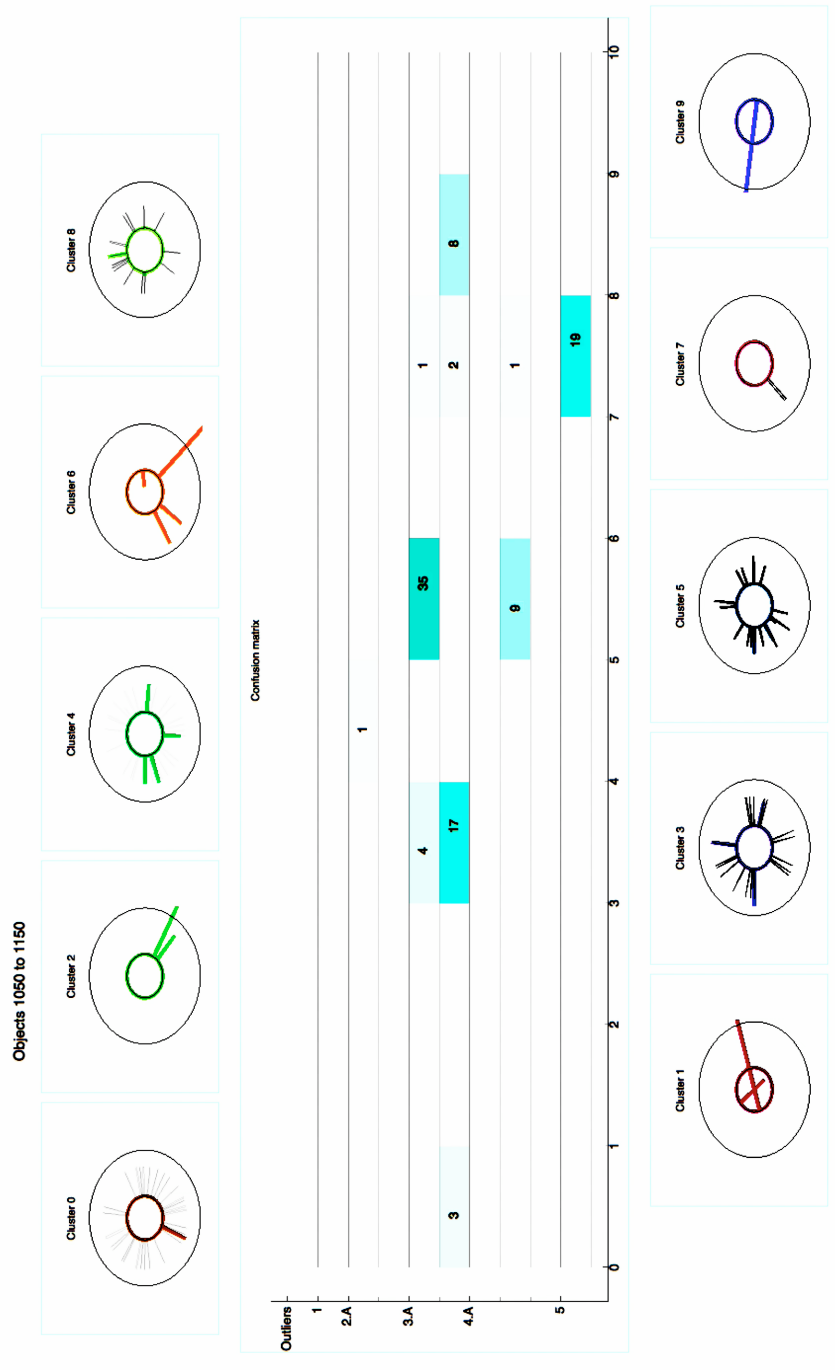 Objects 1050 to 1150
Cluster 0
Cluster 2
Cluster 4
Cluster 6
Cluster 8
Confusion matrix
Outliers
1
2.A
1
3.A
4
35
1
4.A
3
17
2
8
9
1
5
19
0
1
2
3
4
5
6
7
8
9
10
Cluster 1
Cluster 3
Cluster 5
Cluster 7
Cluster 9